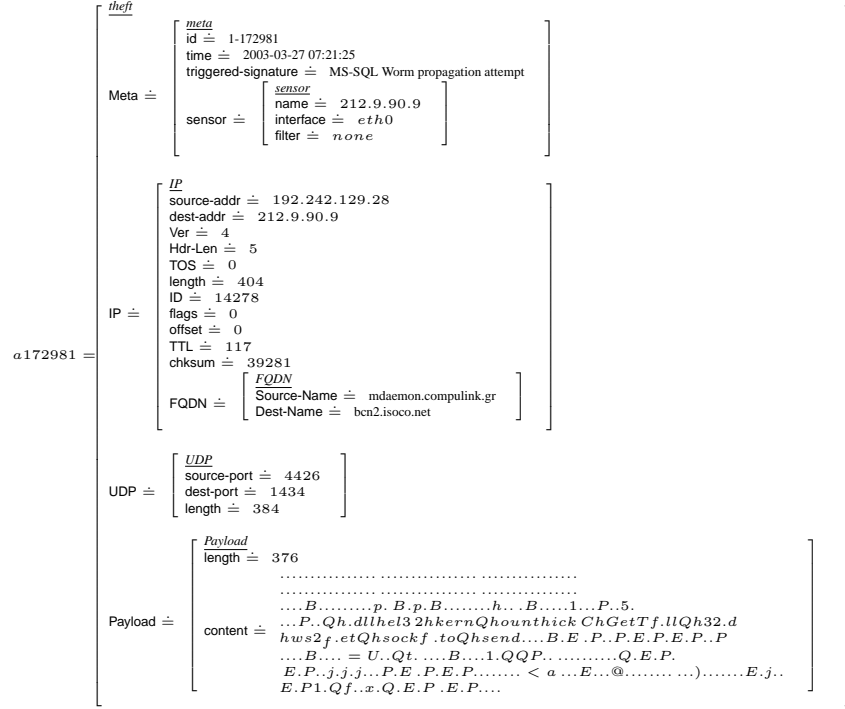 theft
meta
id ≐ 1-172981
time ≐ 2003-03-27 07:21:25
triggered-signature ≐ MS-SQL Worm propagation attempt
Meta ≐
sensor
name ≐ 212.9.90.9
sensor ≐ interface ≐ eth0
filter ≐ none
IP
source-addr ≐ 192.242.129.28
dest-addr ≐ 212.9.90.9
Ver ≐ 4
Hdr-Len ≐ 5
TOS ≐ 0
length ≐ 404
ID ≐ 14278
IP ≐
flags ≐ 0
offset ≐ 0
TTL ≐ 117
a172981 =
chksum ≐ 39281
FQDN
Source-Name ≐ mdaemon.compulink.gr
FQDN ≐
Dest-Name ≐ bcn2.isoco.net
UDP
source-port ≐ 4426
UDP ≐ dest-port ≐ 1434
length ≐ 384
Payload
length ≐ 376
................ ................ ................
................ ................ ................
....B.........p. B.p.B........h.. .B.....1...P..5.
Payload ≐
...P..Qh.dllhel3 2hkernQhounthick ChGetTf.llQh32.d
content ≐
hws2f.etQhsockf .toQhsend....B.E .P..P.E.P.E.P..P
....B.... = U..Qt. ....B....1.QQP.. ..........Q.E.P.
E.P..j.j.j...P.E .P.E.P........ < a ...E...@........ ...).......E.j..
E.P1.Qf..x.Q.E.P .E.P....